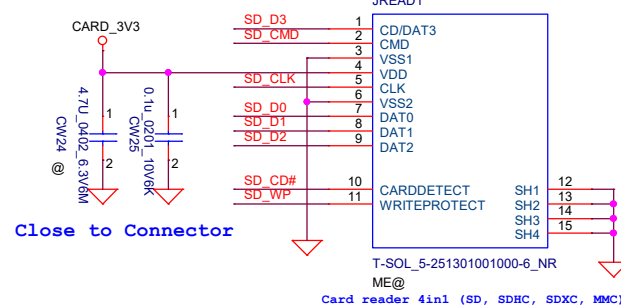 JREAD1
CARD_3V3
SD_D3 1 CD/DAT3
SD_CMD 2 CMD
3 VSS1
4 VDD
SD_CLK 5 CLK
6 VSS2
SD_D0 7 DAT0
SD_D1 8 DAT1
SD_D2 9 DAT2
SD_CD# 10 CARDDETECT
SD_WP 11 WRITEPROTECT
SH1 12
SH2 13
SH3 14
SH4 15
4.7U_0402_6.3V6M
CW24
@
1
2
0.1u_0201_10V6K
CW25
1
2
Close to Connector
T-SOL_5-251301001000-6_NR
ME@
Card reader 4in1 (SD, SDHC, SDXC, MMC)